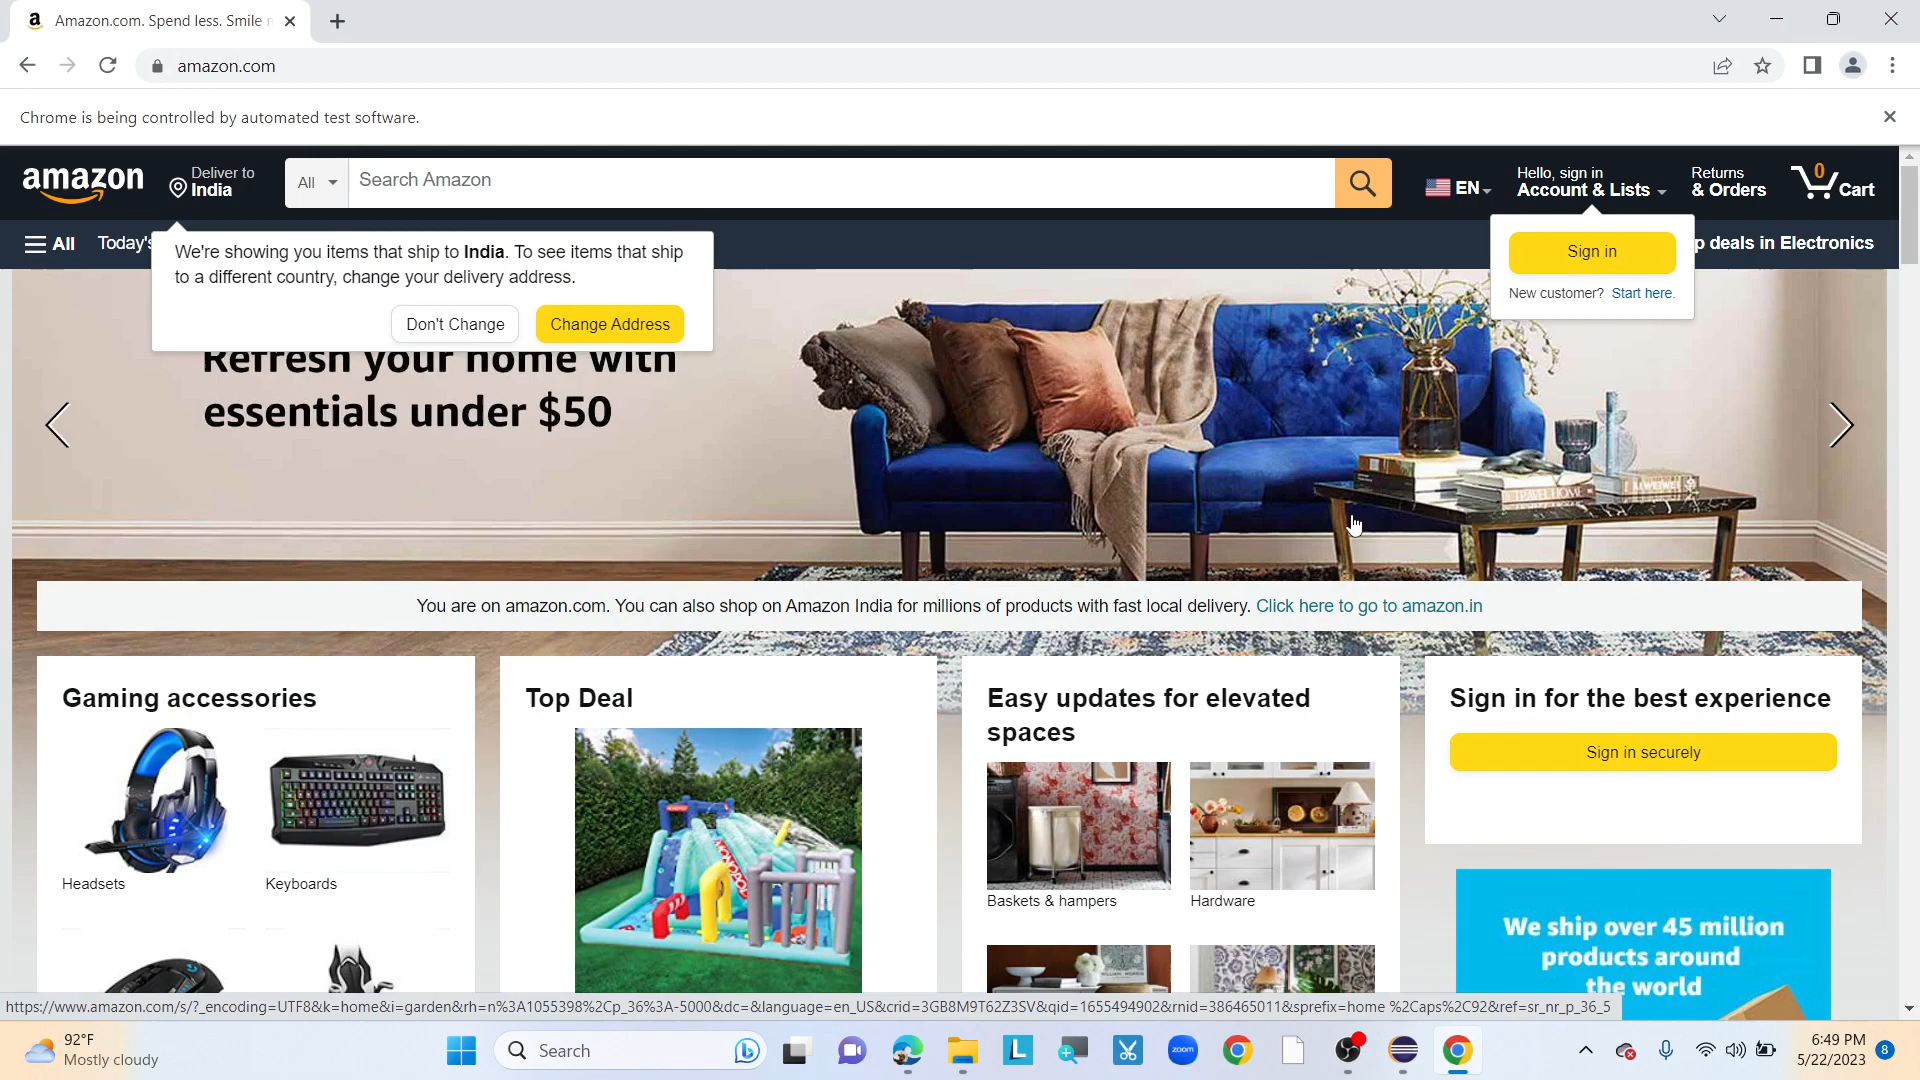 Amazon.com. Spend less. Smile
amazon.com
Chrome is being controlled by automated test software.
amazon
Deliver to
India
All
Search Amazon
EN
Hello, sign in
Account & Lists
Returns
& Orders
0
Cart
All
Today's
p deals in Electronics
We're showing you items that ship to India. To see items that ship
to a different country, change your delivery address.
Don't Change
Change Address
Sign in
New customer? Start here.
Refresh your home with
essentials under $50
You are on amazon.com. You can also shop on Amazon India for millions of products with fast local delivery. Click here to go to amazon.in
Gaming accessories
Headsets
Keyboards
Top Deal
MONOPOLY
Easy updates for elevated
spaces
Baskets & hampers
Hardware
Sign in for the best experience
Sign in securely
We ship over 45 million
products around
the world
https://www.amazon.com/s/?_encoding=UTF8&k=home&i=garden&rh=n%3A1055398%2Cp_36%3A-5000&dc=&language=en_US&crid=3GB8M9T62Z3SV&qid=1655494902&rnid=386465011&sprefix=home %2Caps%2C92&ref=sr_nr_p_36_5
92°F
Mostly cloudy
Search
L
zoom
6:49 PM
5/22/2023
8